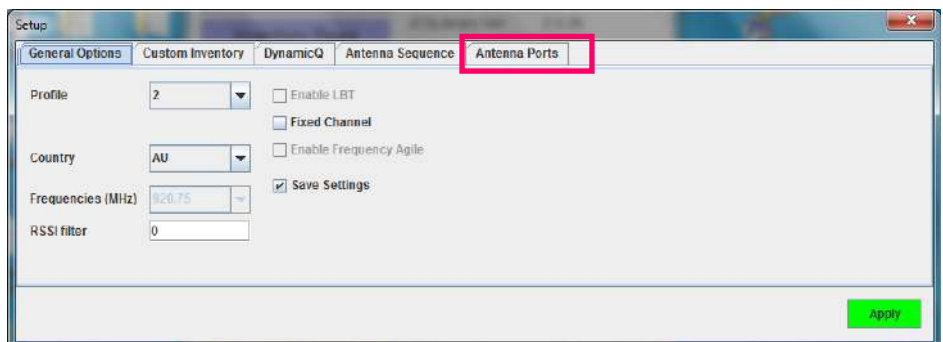 Setup
General Options Custom Inventory DynamicQ Antenna Sequence Antenna Ports
Profile 2 Enable LBT
Fixed Channel
Enable Frequency Agile
Country AU
Save Settings
Frequencies (MHz) 920.75
RSSI filter 0
Apply